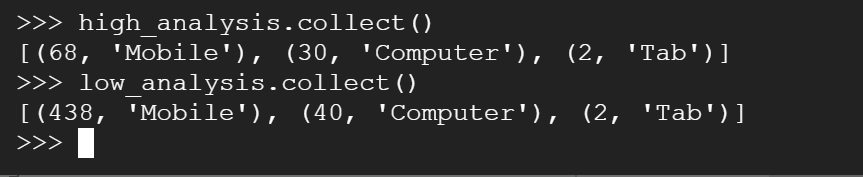 >>> high_analysis.collect()
[(68, 'Mobile'), (30, 'Computer'), (2, 'Tab')]
>>> low_analysis.collect()
[(438, 'Mobile'), (40, 'Computer'), (2, 'Tab')]
>>>